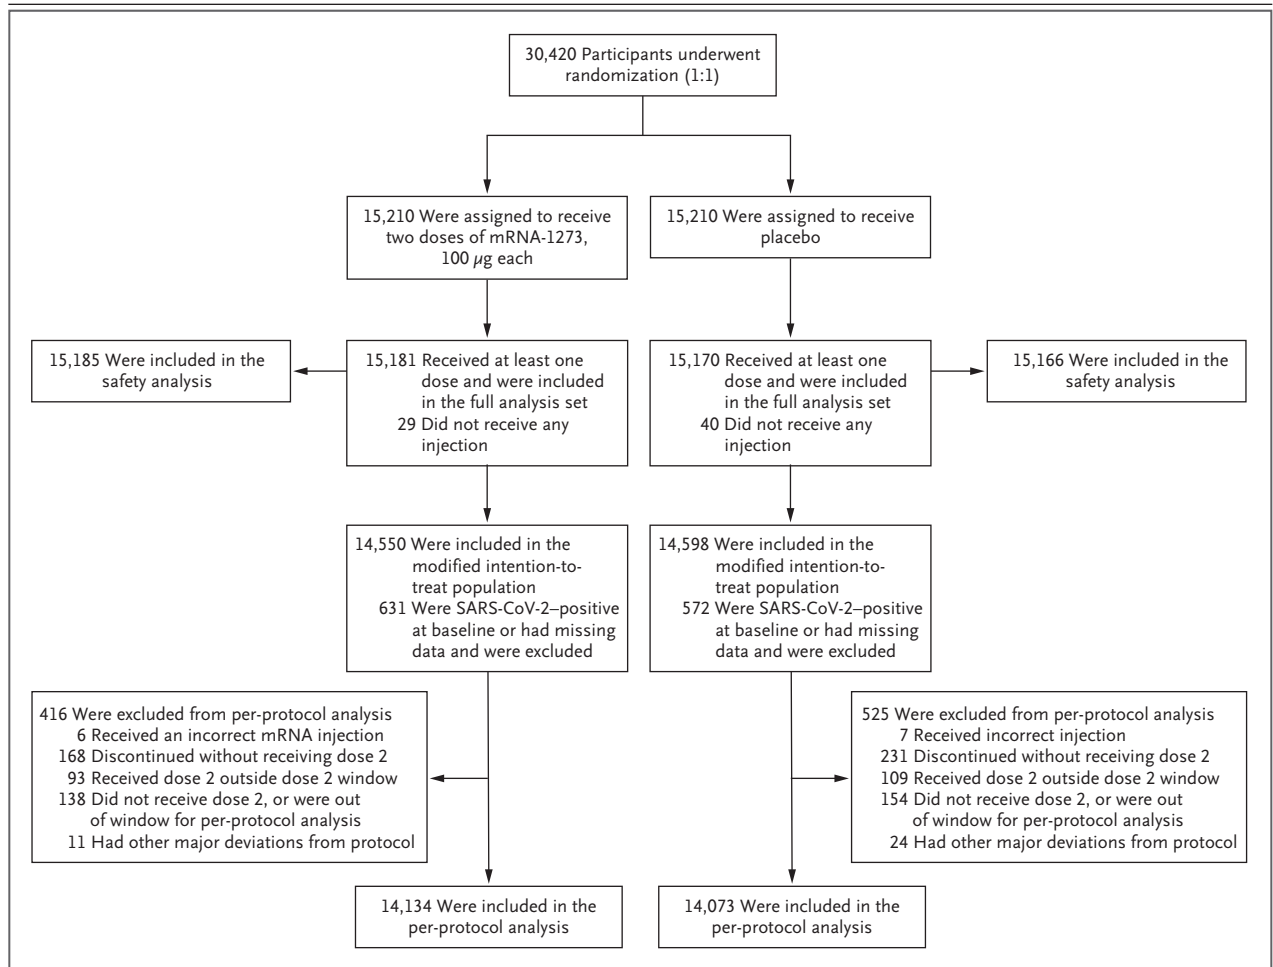 30,420 Participants underwent
randomization (1:1)
15,210 Were assigned to receive
two doses of mRNA-1273,
100 µg each
15,210 Were assigned to receive
placebo
15,185 Were included in the
safety analysis
15,181 Received at least one
dose and were included
in the full analysis set
29 Did not receive any
injection
15,170 Received at least one
dose and were included
in the full analysis set
40 Did not receive any
injection
15,166 Were included in the
safety analysis
14,550 Were included in the
modified intention-to-
treat population
631 Were SARS-CoV-2–positive
at baseline or had missing
data and were excluded
14,598 Were included in the
modified intention-to-
treat population
572 Were SARS-CoV-2–positive
at baseline or had missing
data and were excluded
416 Were excluded from per-protocol analysis
6 Received an incorrect mRNA injection
168 Discontinued without receiving dose 2
93 Received dose 2 outside dose 2 window
138 Did not receive dose 2, or were out
of window for per-protocol analysis
11 Had other major deviations from protocol
525 Were excluded from per-protocol analysis
7 Received incorrect injection
231 Discontinued without receiving dose 2
109 Received dose 2 outside dose 2 window
154 Did not receive dose 2, or were out
of window for per-protocol analysis
24 Had other major deviations from protocol
14,134 Were included in the
per-protocol analysis
14,073 Were included in the
per-protocol analysis